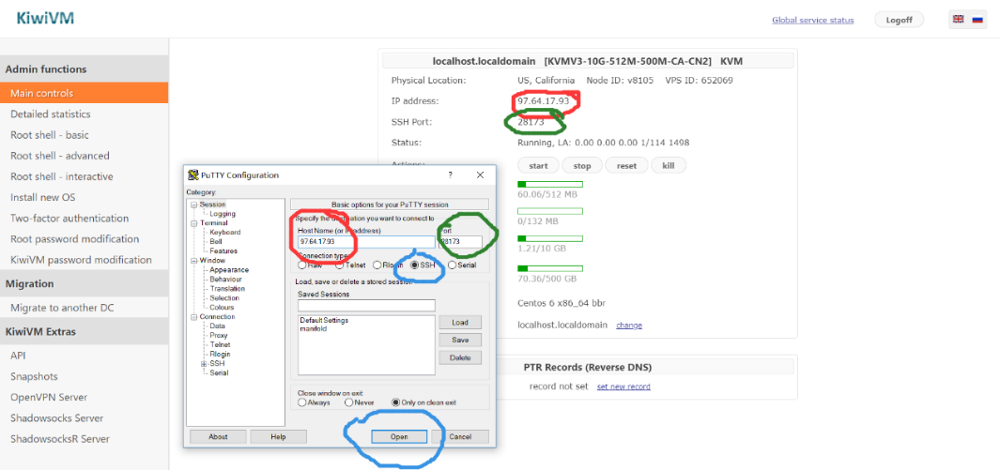 KiwiVM
Global service status
Logoff
Admin functions
Main controls
Detailed statistics
Root shell - basic
Root shell - advanced
Root shell - interactive
Install new OS
Two-factor authentication
Root password modification
KiwiVM password modification
Migration
Migrate to another DC
KiwiVM Extras
API
Snapshots
OpenVPN Server
Shadowsocks Server
ShadowsocksR Server
localhost.localdomain [KVMV3-10G-512M-500M-CA-CN2] KVM
Physical Location: US, California Node ID: v8105 VPS ID: 652069
IP address: 97.64.17.93
SSH Port: 28173
Status: Running, LA: 0.00 0.00 0.00 1/114 1498
Actions: start stop reset kill
60.06/512 MB
0/132 MB
1.21/10 GB
70.36/500 GB
Centos 6 x86_64 bbr
localhost.localdomain change
PTR Records (Reverse DNS)
record not set set new record
PuTTY Configuration ? X
Category:
Session
Logging
Terminal
Keyboard
Bell
Features
Window
Appearance
Behaviour
Translation
Selection
Colours
Connection
Data
Proxy
Telnet
Rlogin
SSH
Serial
Basic options for your PuTTY session
Specify the destination you want to connect to
Host Name (or IP address) Port
97.64.17.93 28173
Connection type:
Raw Telnet Rlogin SSH Serial
Load, save or delete a stored session
Saved Sessions
Default Settings
manifold
Load
Save
Delete
Close window on exit:
Always Never Only on clean exit
About Help Open Cancel